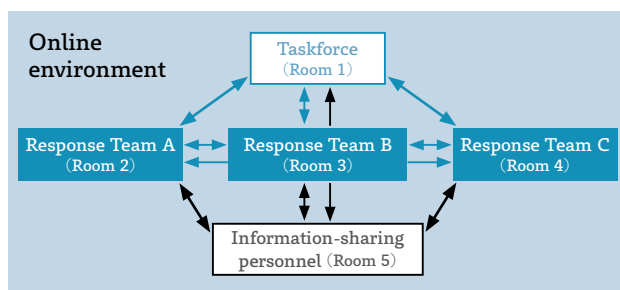 Online
environment
Taskforce
(Room 1)
Response Team A
(Room 2)
Response Team B
(Room 3)
Response Team C
(Room 4)
Information-sharing
personnel (Room 5)